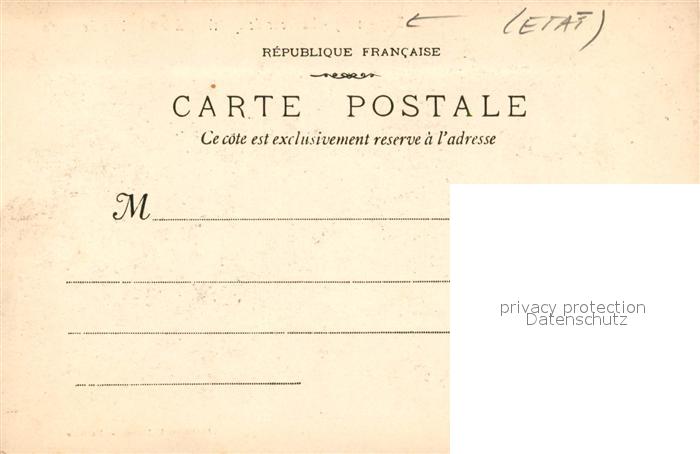 (ETAT)
RÉPUBLIQUE FRANÇAISE
CARTE POSTALE
Ce côte est exclusivement reserve à l'adresse
M
privacy protection
Datenschutz